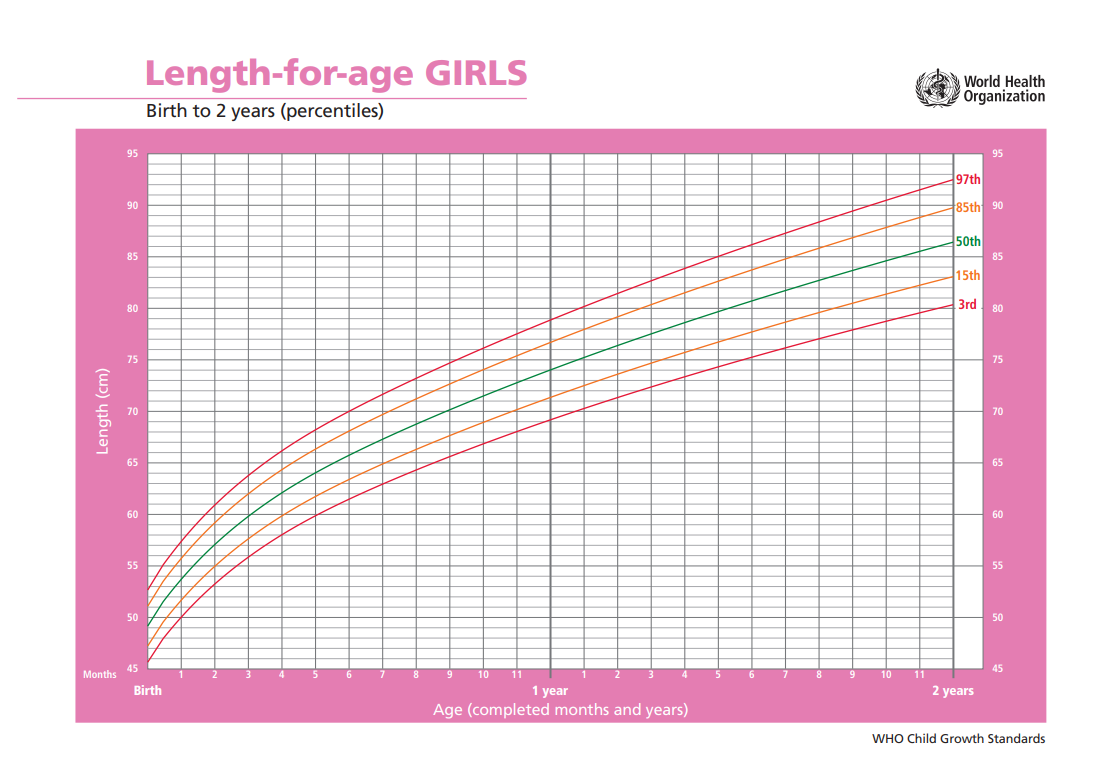 Length-for-age GIRLS
Birth to 2 years (percentiles)
World Health
Organization
95 95
97th
90 85th 90
50th
85 85
15th
80 3rd 80
75 75
70 70
Length (cm)
65 65
60 60
55 55
50 50
45 45
Months 1 2 3 4 5 6 7 8 9 10 11 1 2 3 4 5 6 7 8 9 10 11
Birth 1 year 2 years
Age (completed months and years)
WHO Child Growth Standards